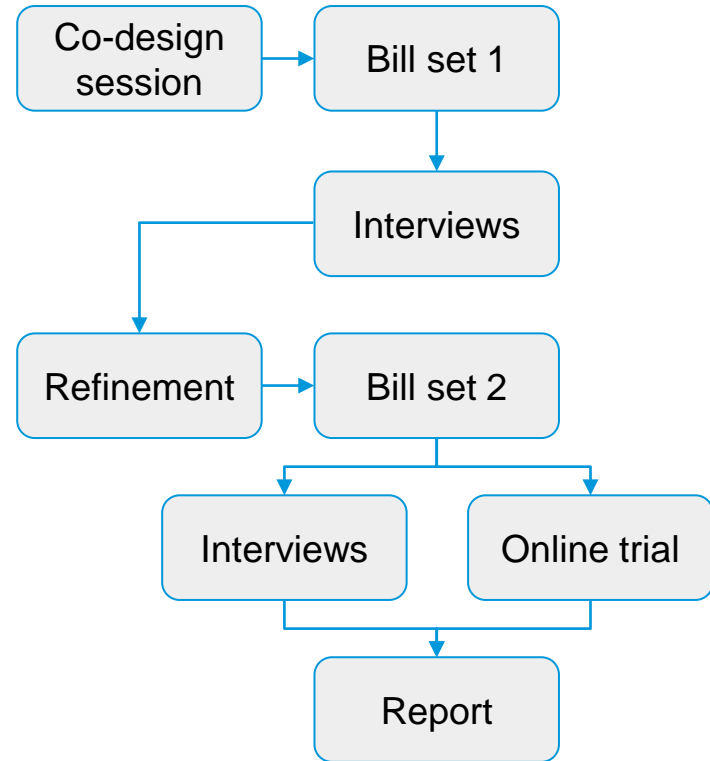 Co-design
session
Bill set 1
Interviews
Refinement
Bill set 2
Interviews
Online trial
Report